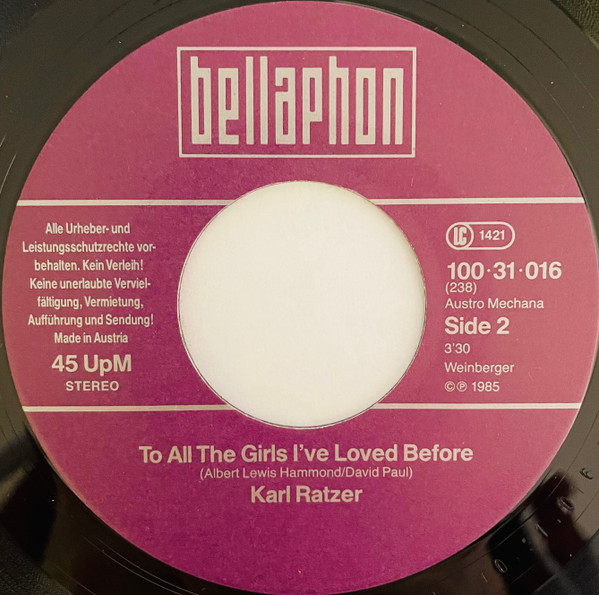 bellaphon
Alle Urheber- und
Leistungsschutzrechte vor-
behalten. Kein Verleih!
Keine unerlaubte Verviel-
fältigung, Vermietung,
Aufführung und Sendung!
Made in Austria
45 UpM
STEREO
LC 1421
100·31·016
(238)
Austro Mechana
Side 2
3'30
Weinberger
©℗ 1985
To All The Girls I've Loved Before
(Albert Lewis Hammond/David Paul)
Karl Ratzer